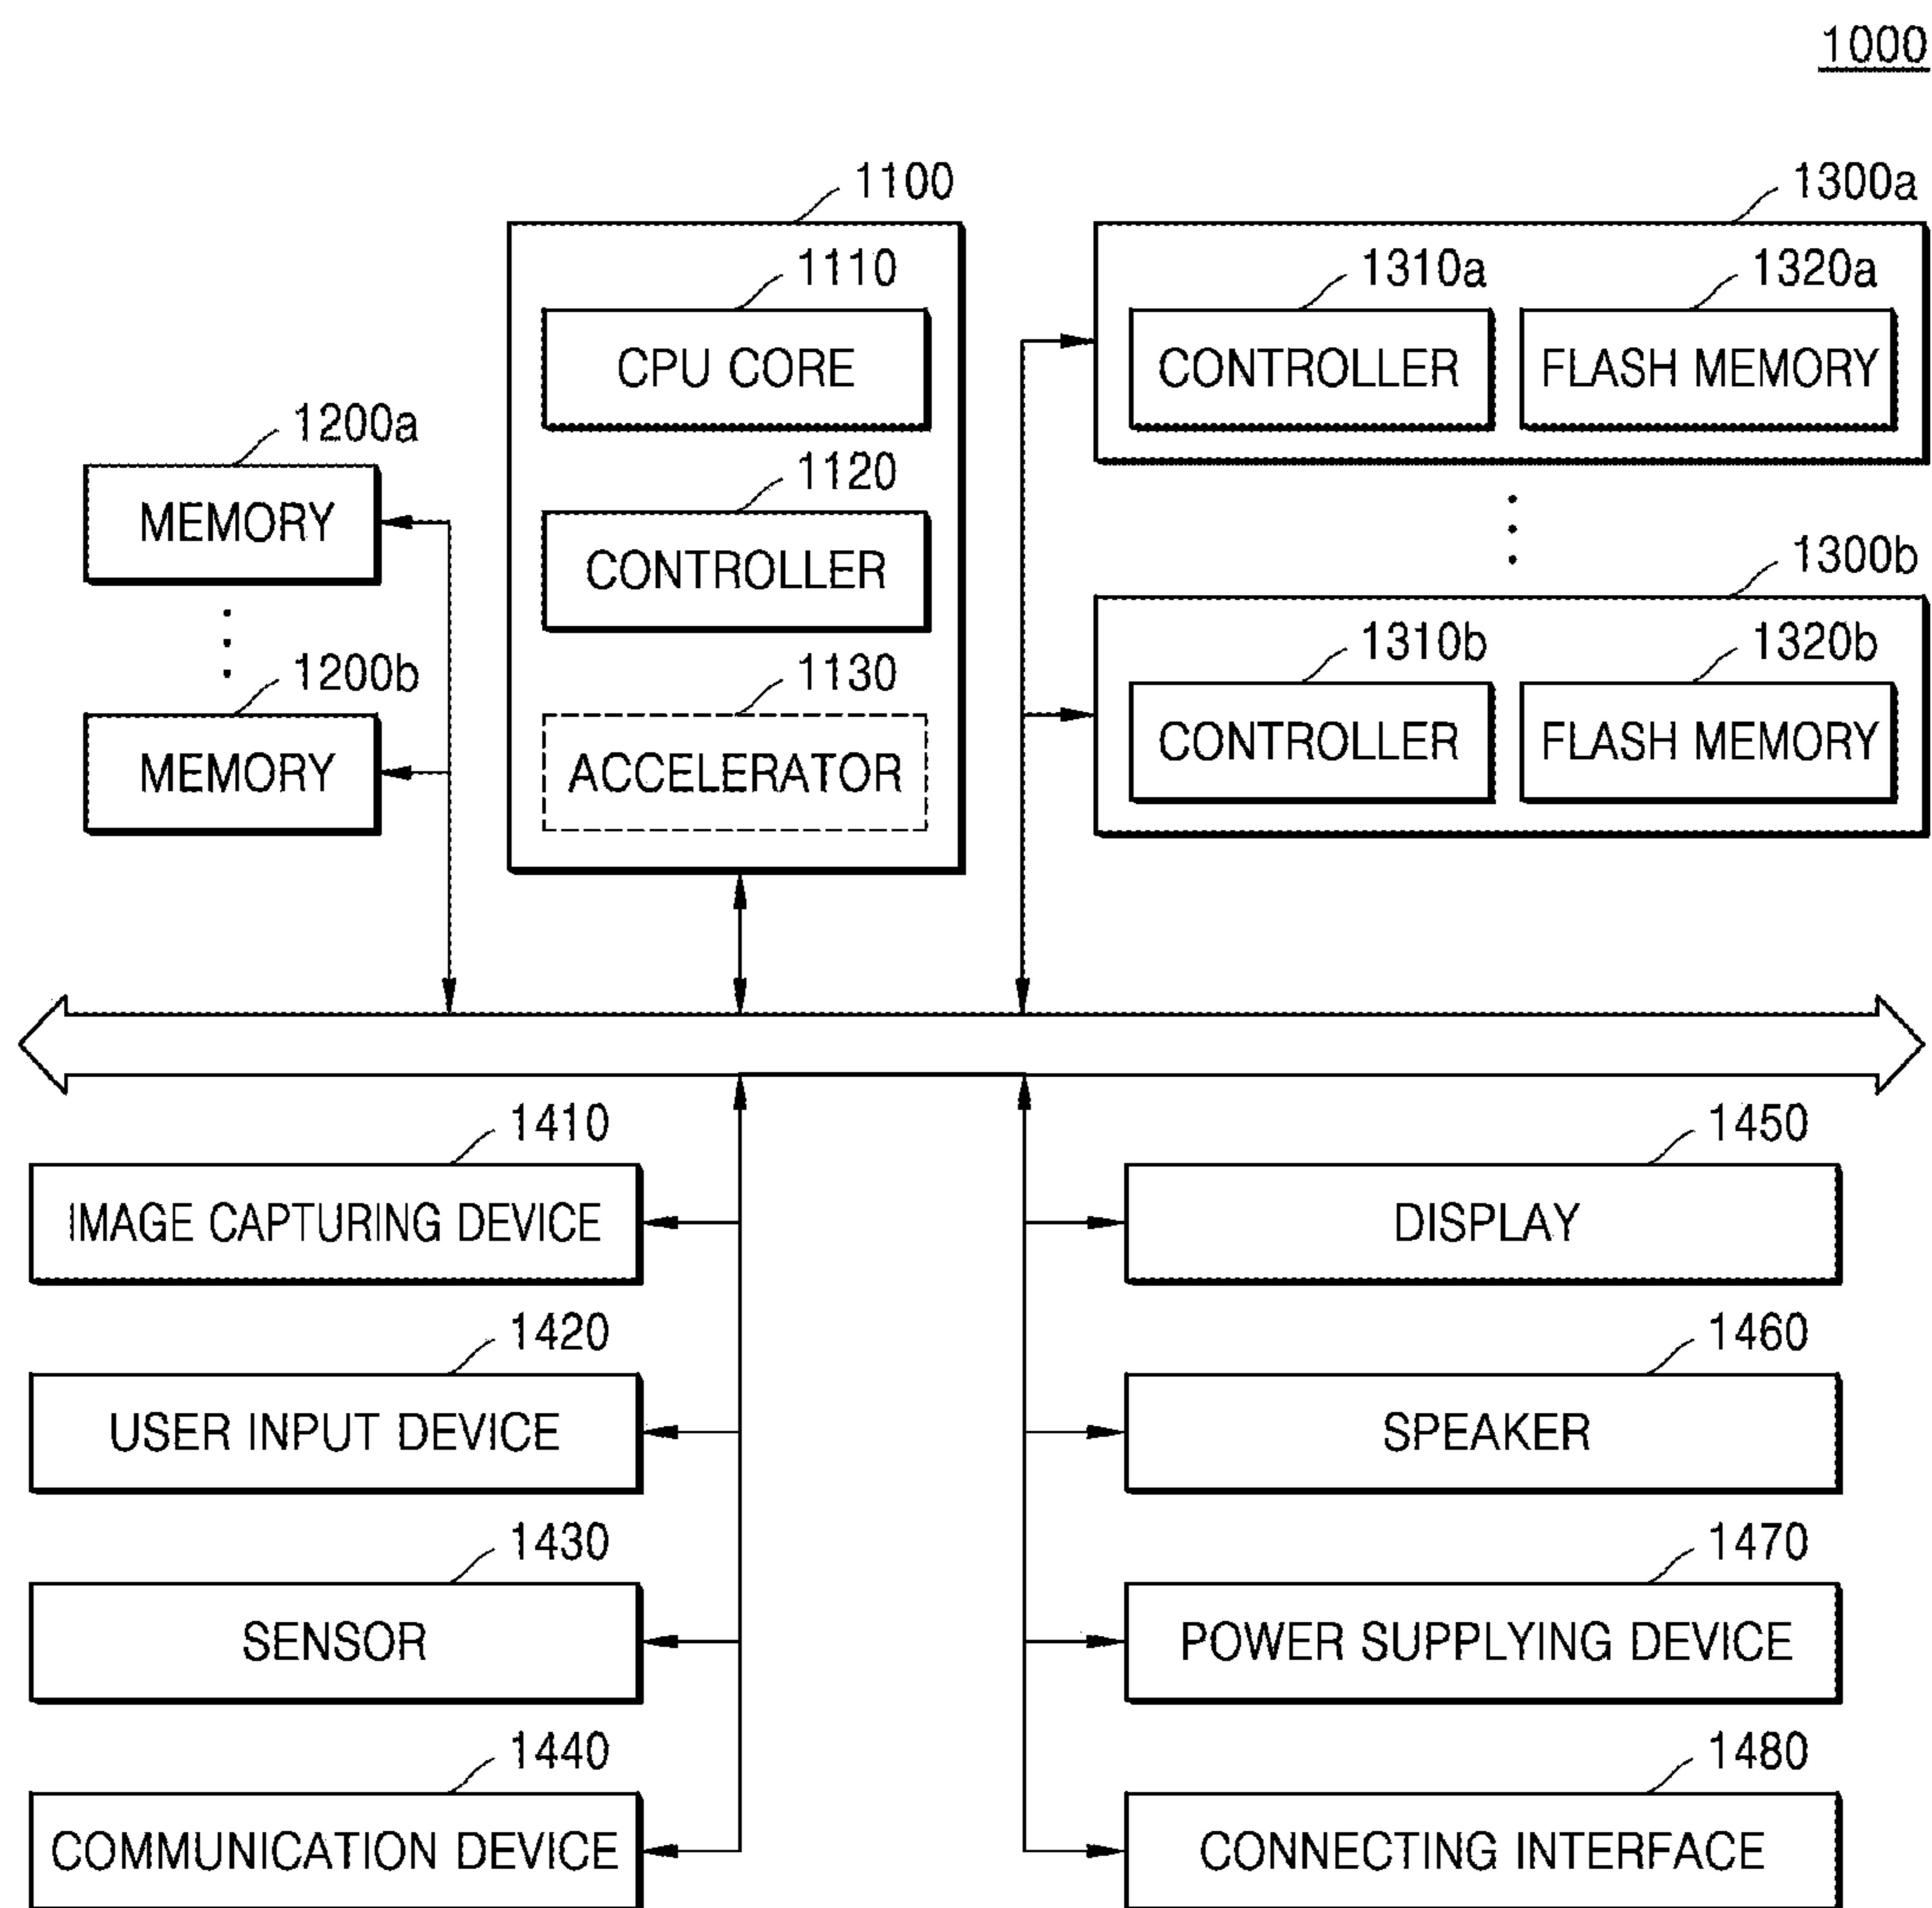 1000
1100
1300a
1110
1310a
1320a
CPU CORE
CONTROLLER
FLASH MEMORY
1200a
1120
MEMORY
CONTROLLER
1300b
1200b
1130
1310b
1320b
MEMORY
ACCELERATOR
CONTROLLER
FLASH MEMORY
1410
1450
IMAGE CAPTURING DEVICE
DISPLAY
1420
1460
USER INPUT DEVICE
SPEAKER
1430
1470
SENSOR
POWER SUPPLYING DEVICE
1440
1480
COMMUNICATION DEVICE
CONNECTING INTERFACE